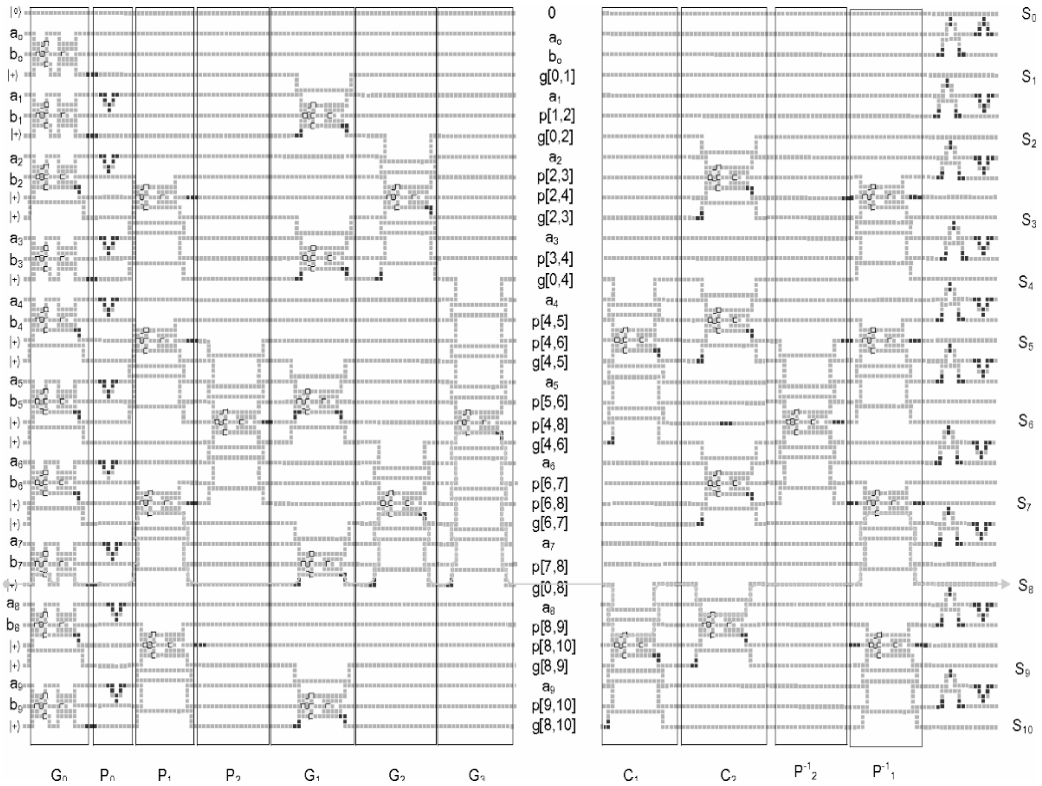 |0⟩ 0 S₀
a₀ a₀
b₀ b₀
|+⟩ g[0,1] S₁
a₁ a₁
b₁ p[1,2]
|+⟩ g[0,2] S₂
a₂ a₂
b₂ p[2,3]
|+⟩ p[2,4]
|+⟩ g[2,3] S₃
a₃ a₃
b₃ p[3,4]
|+⟩ g[0,4] S₄
a₄ a₄
b₄ p[4,5]
|+⟩ p[4,6] S₅
|+⟩ g[4,5]
a₅ a₅
b₅ p[5,6]
|+⟩ p[4,8] S₆
|+⟩ g[4,6]
a₆ a₆
b₆ p[6,7]
|+⟩ p[6,8] S₇
|+⟩ g[6,7]
a₇ a₇
b₇ p[7,8]
|+⟩ g[0,8] S₈
a₈ a₈
b₈ p[8,9]
|+⟩ p[8,10]
|+⟩ g[8,9] S₉
a₉ a₉
b₉ p[9,10]
|+⟩ g[8,10] S₁₀
G₀ P₀ P₁ P₂ G₁ G₂ G₃ C₁ C₂ P⁻¹₂ P⁻¹₁